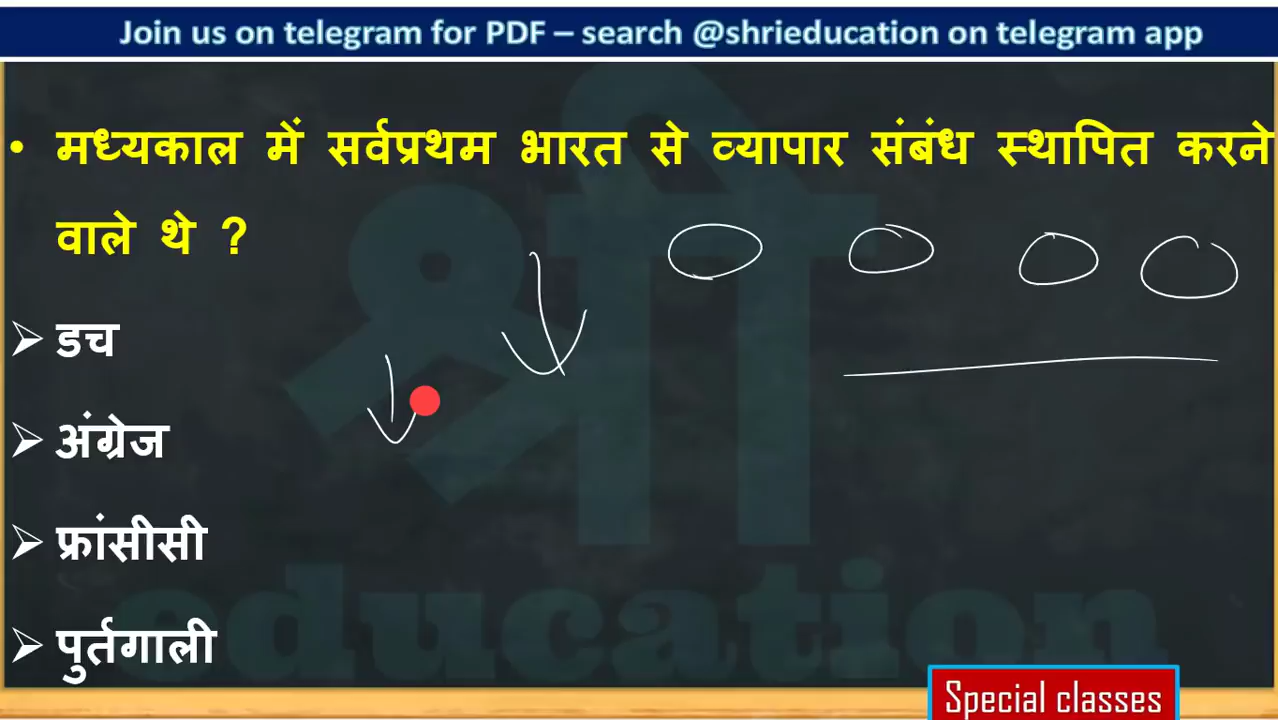 Join us on telegram for PDF – search @shrieducation on telegram app
• मध्यकाल में सर्वप्रथम भारत से व्यापार संबंध स्थापित करने
वाले थे ?
➢ डच
➢ अंग्रेज
➢ फ्रांसीसी
➢ पुर्तगाली
श्री
education
Special classes